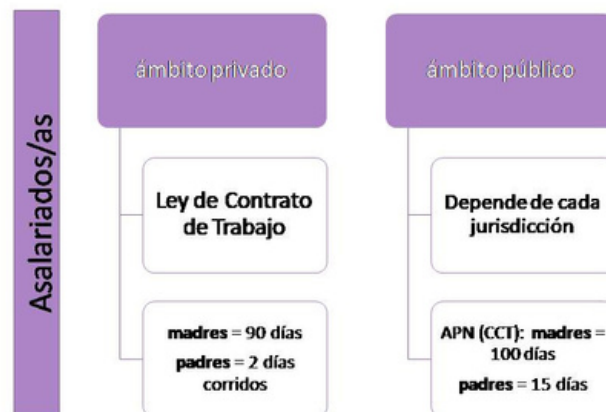 Asalariados/as
ámbito privado
Ley de Contrato
de Trabajo
madres = 90 días
padres = 2 días
corridos
ámbito público
Depende de cada
jurisdicción
APN (CCT): madres =
100 días
padres = 15 días